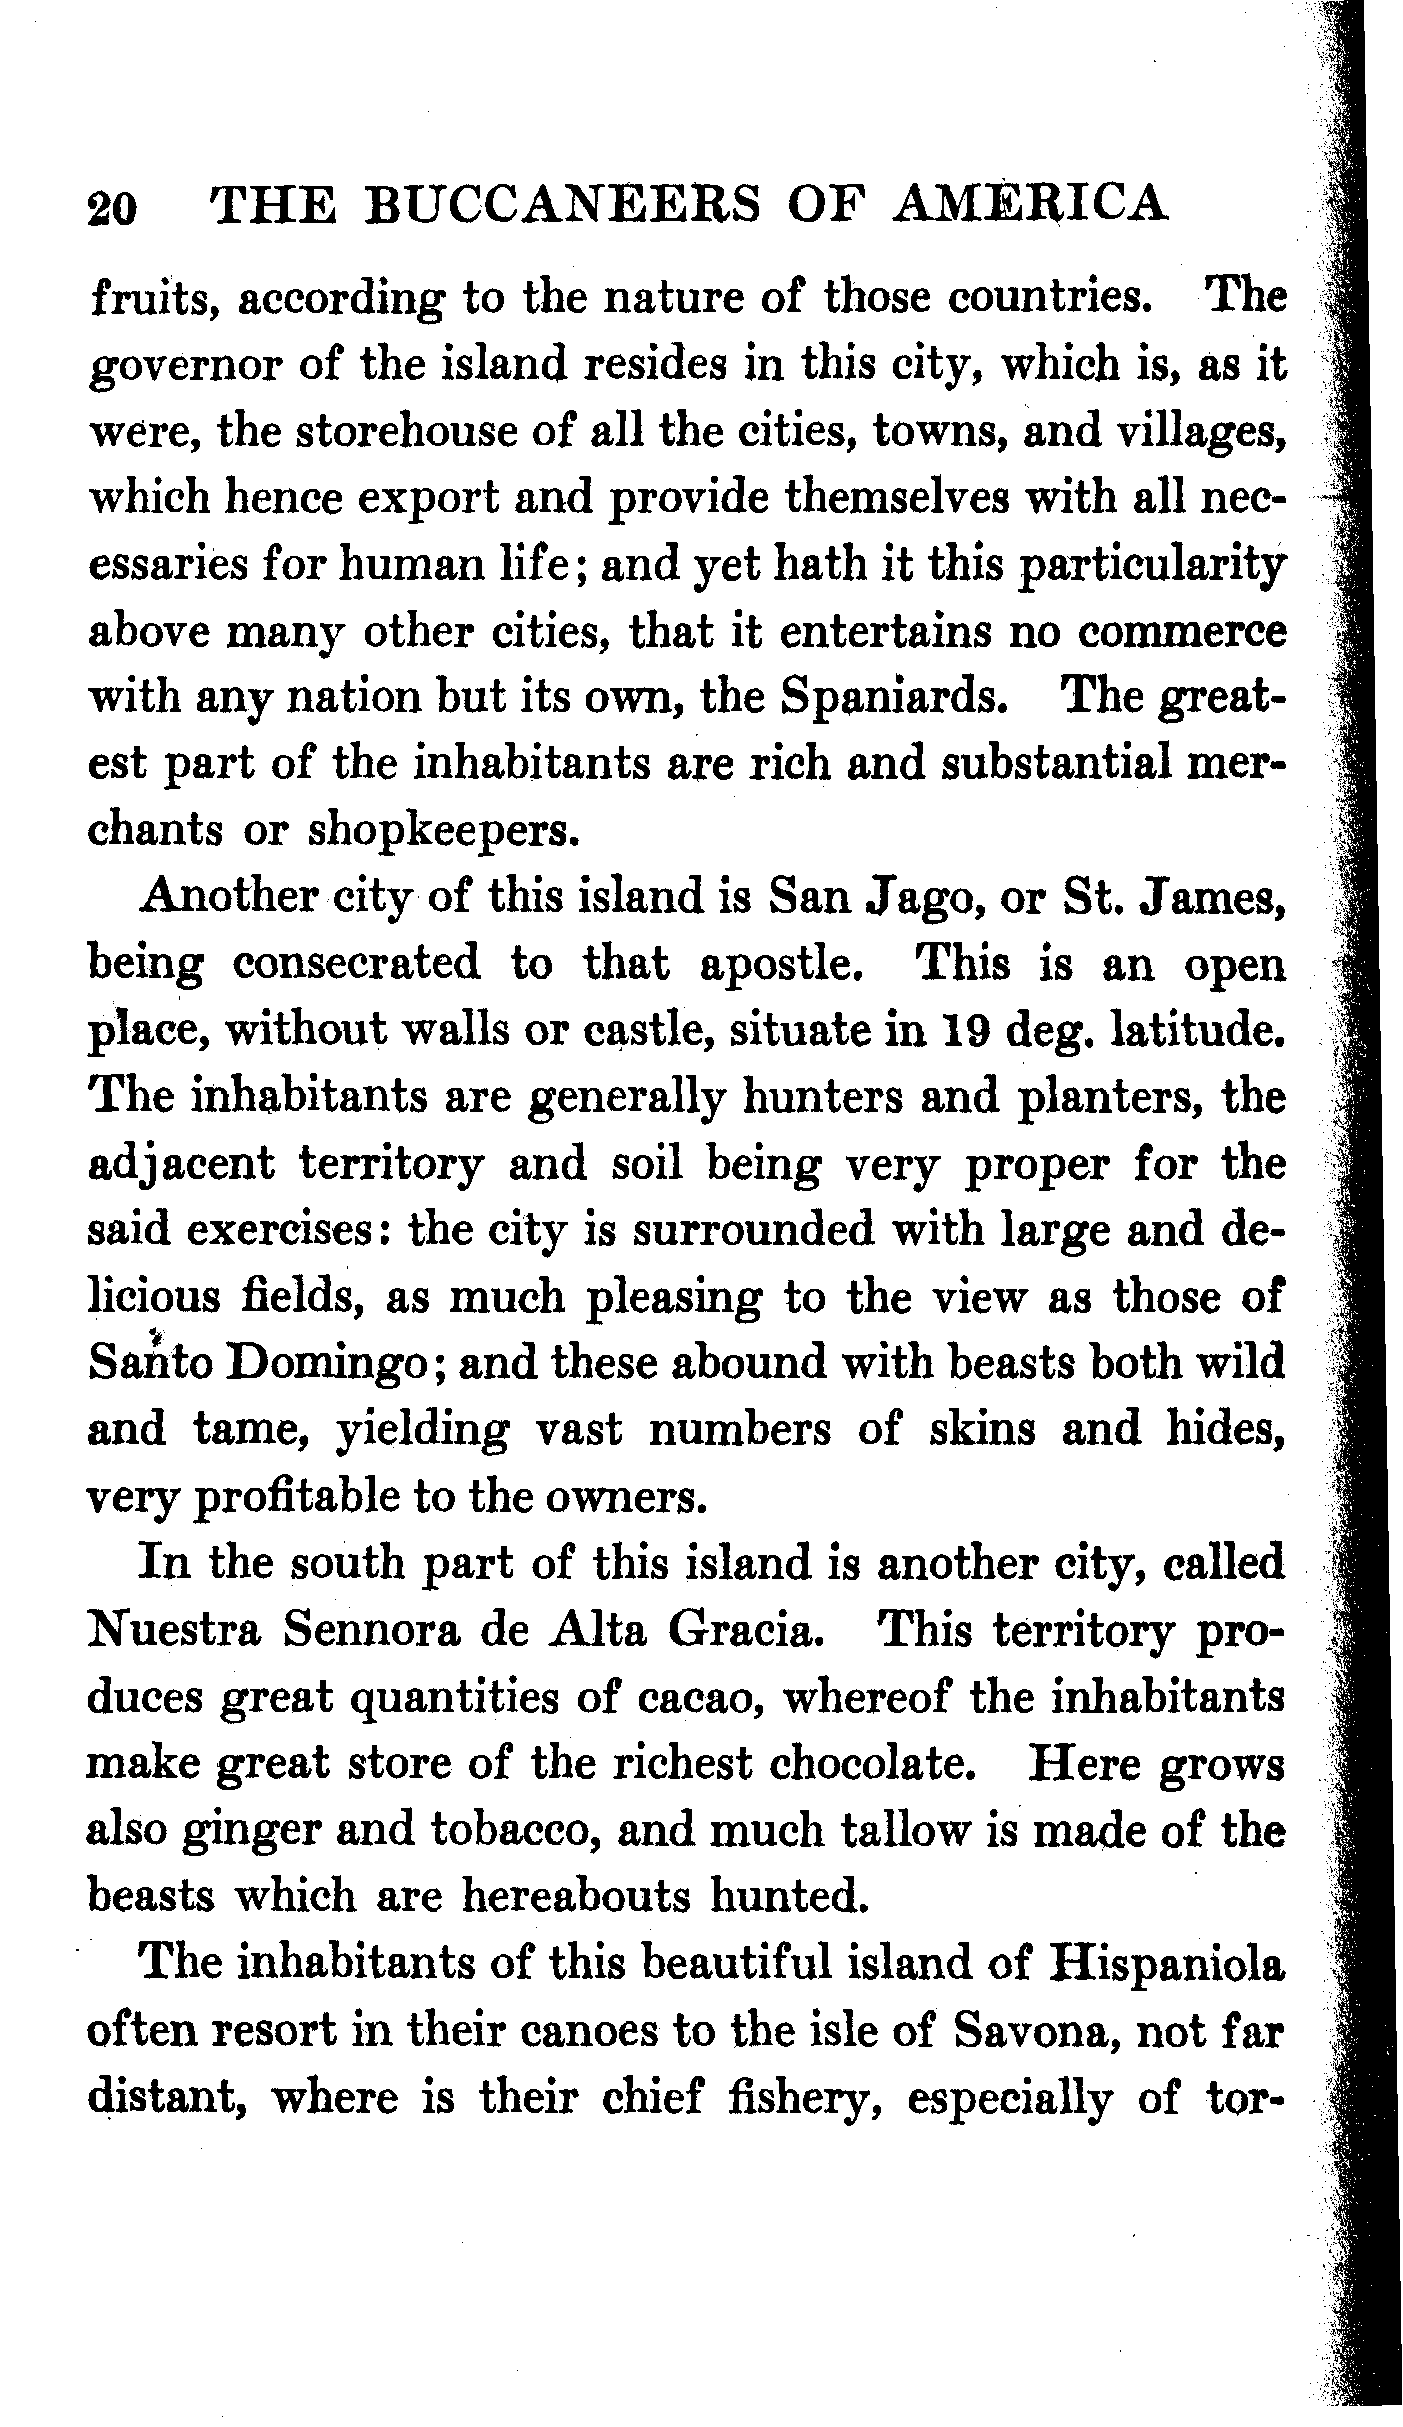 20 THE BUCCANEERS OF AMERICA
fruits, according to the nature of those countries. The
governor of the island resides in this city, which is, as it
were, the storehouse of all the cities, towns, and villages,
which hence export and provide themselves with all nec-
essaries for human life; and yet hath it this particularity
above many other cities, that it entertains no commerce
with any nation but its own, the Spaniards. The great-
est part of the inhabitants are rich and substantial mer-
chants or shopkeepers.
Another city of this island is San Jago, or St. James,
being consecrated to that apostle. This is an open
place, without walls or castle, situate in 19 deg. latitude.
The inhabitants are generally hunters and planters, the
adjacent territory and soil being very proper for the
said exercises: the city is surrounded with large and de-
licious fields, as much pleasing to the view as those of
Santo Domingo; and these abound with beasts both wild
and tame, yielding vast numbers of skins and hides,
very profitable to the owners.
In the south part of this island is another city, called
Nuestra Sennora de Alta Gracia. This territory pro-
duces great quantities of cacao, whereof the inhabitants
make great store of the richest chocolate. Here grows
also ginger and tobacco, and much tallow is made of the
beasts which are hereabouts hunted.
The inhabitants of this beautiful island of Hispaniola
often resort in their canoes to the isle of Savona, not far
distant, where is their chief fishery, especially of tor-